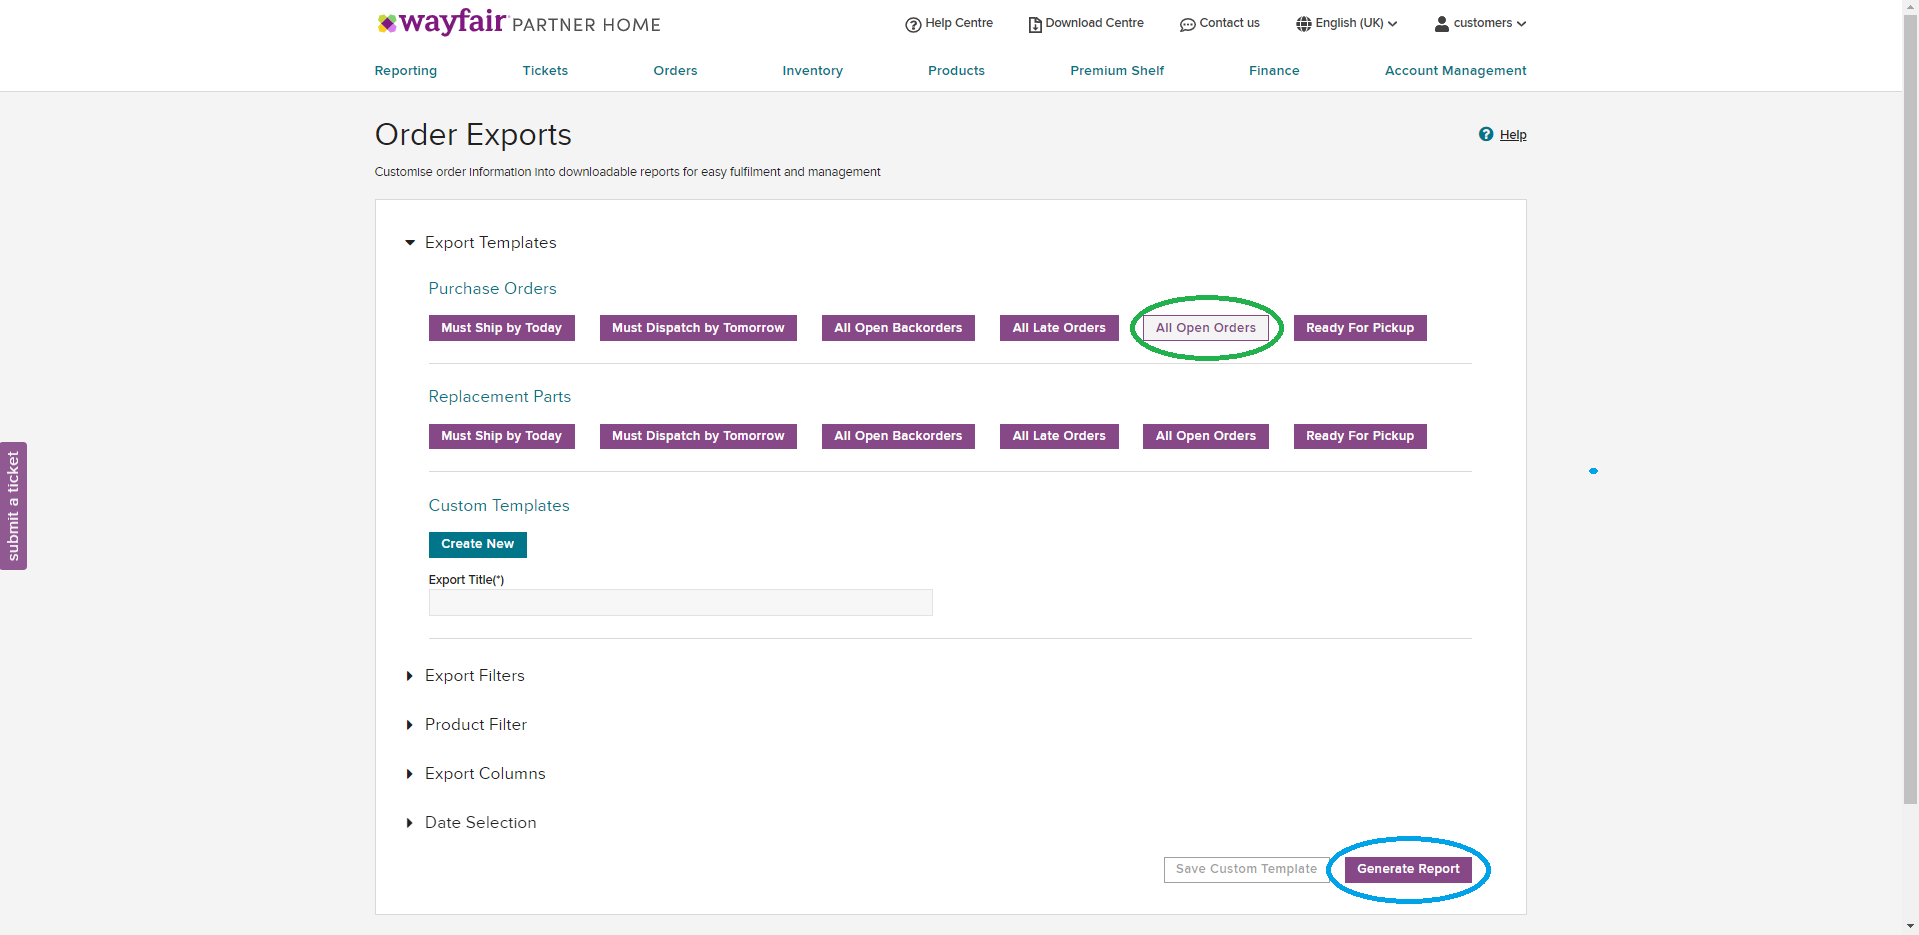 wayfair PARTNER HOME
Help Centre
Download Centre
Contact us
English (UK)
customers
Reporting
Tickets
Orders
Inventory
Products
Premium Shelf
Finance
Account Management
Order Exports
Help
Customise order information into downloadable reports for easy fulfilment and management
Export Templates
Purchase Orders
Must Ship by Today
Must Dispatch by Tomorrow
All Open Backorders
All Late Orders
All Open Orders
Ready For Pickup
Replacement Parts
Must Ship by Today
Must Dispatch by Tomorrow
All Open Backorders
All Late Orders
All Open Orders
Ready For Pickup
submit a ticket
Custom Templates
Create New
Export Title(*)
Export Filters
Product Filter
Export Columns
Date Selection
Save Custom Template
Generate Report